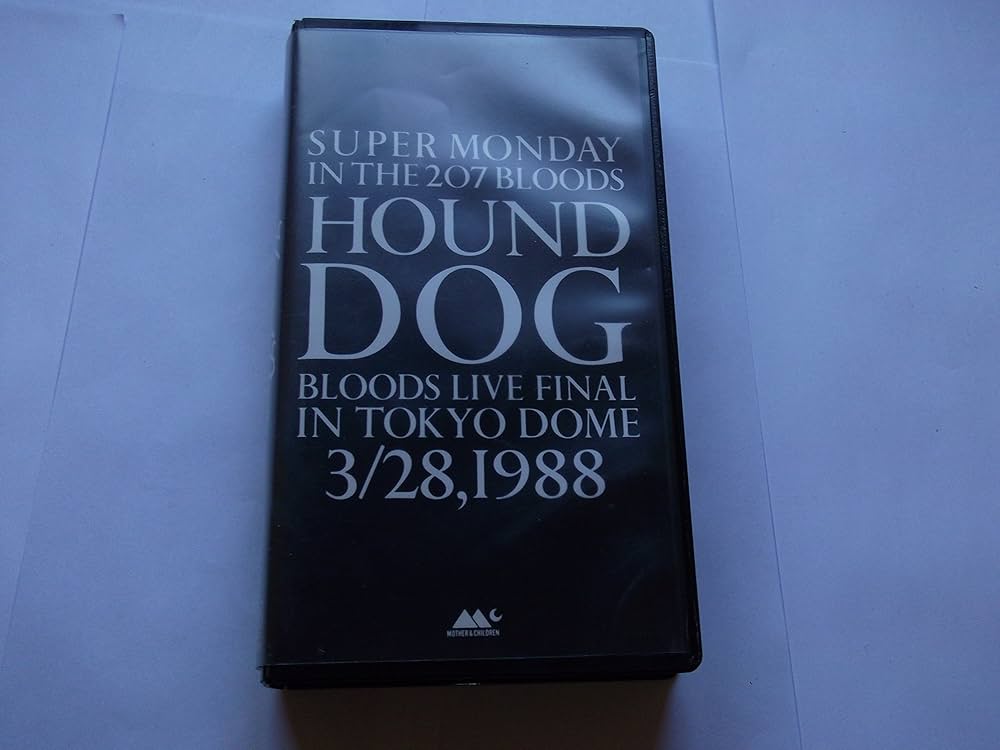 SUPER MONDAY
IN THE 207 BLOODS
HOUND
DOG
BLOODS LIVE FINAL
IN TOKYO DOME
3/28,1988
MOTHER & CHILDREN